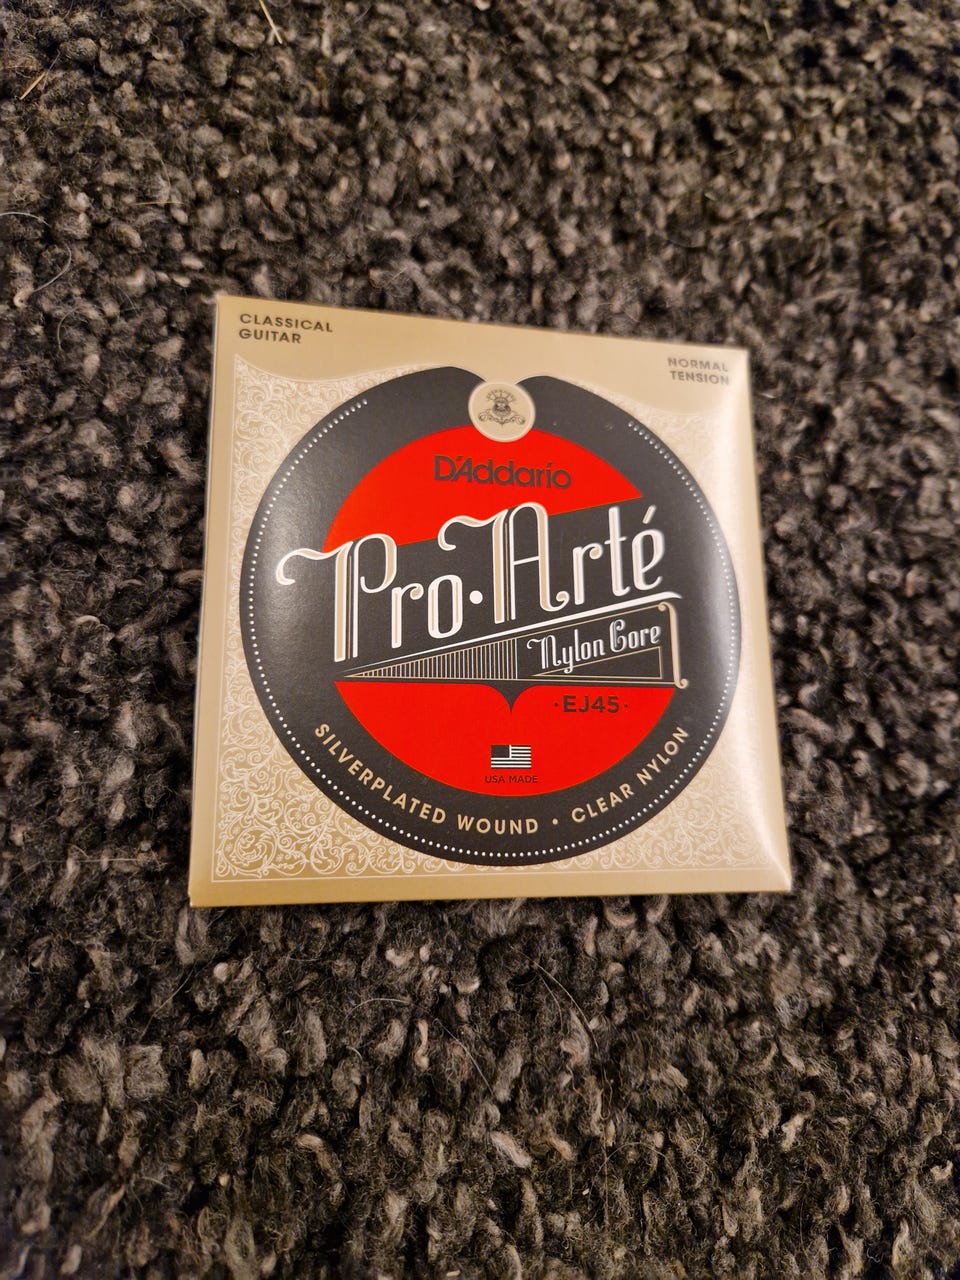 CLASSICAL
GUITAR
NORMAL
TENSION
D'Addario
Pro·Arté
Nylon Core
·EJ45·
USA MADE
SILVERPLATED WOUND • CLEAR NYLON